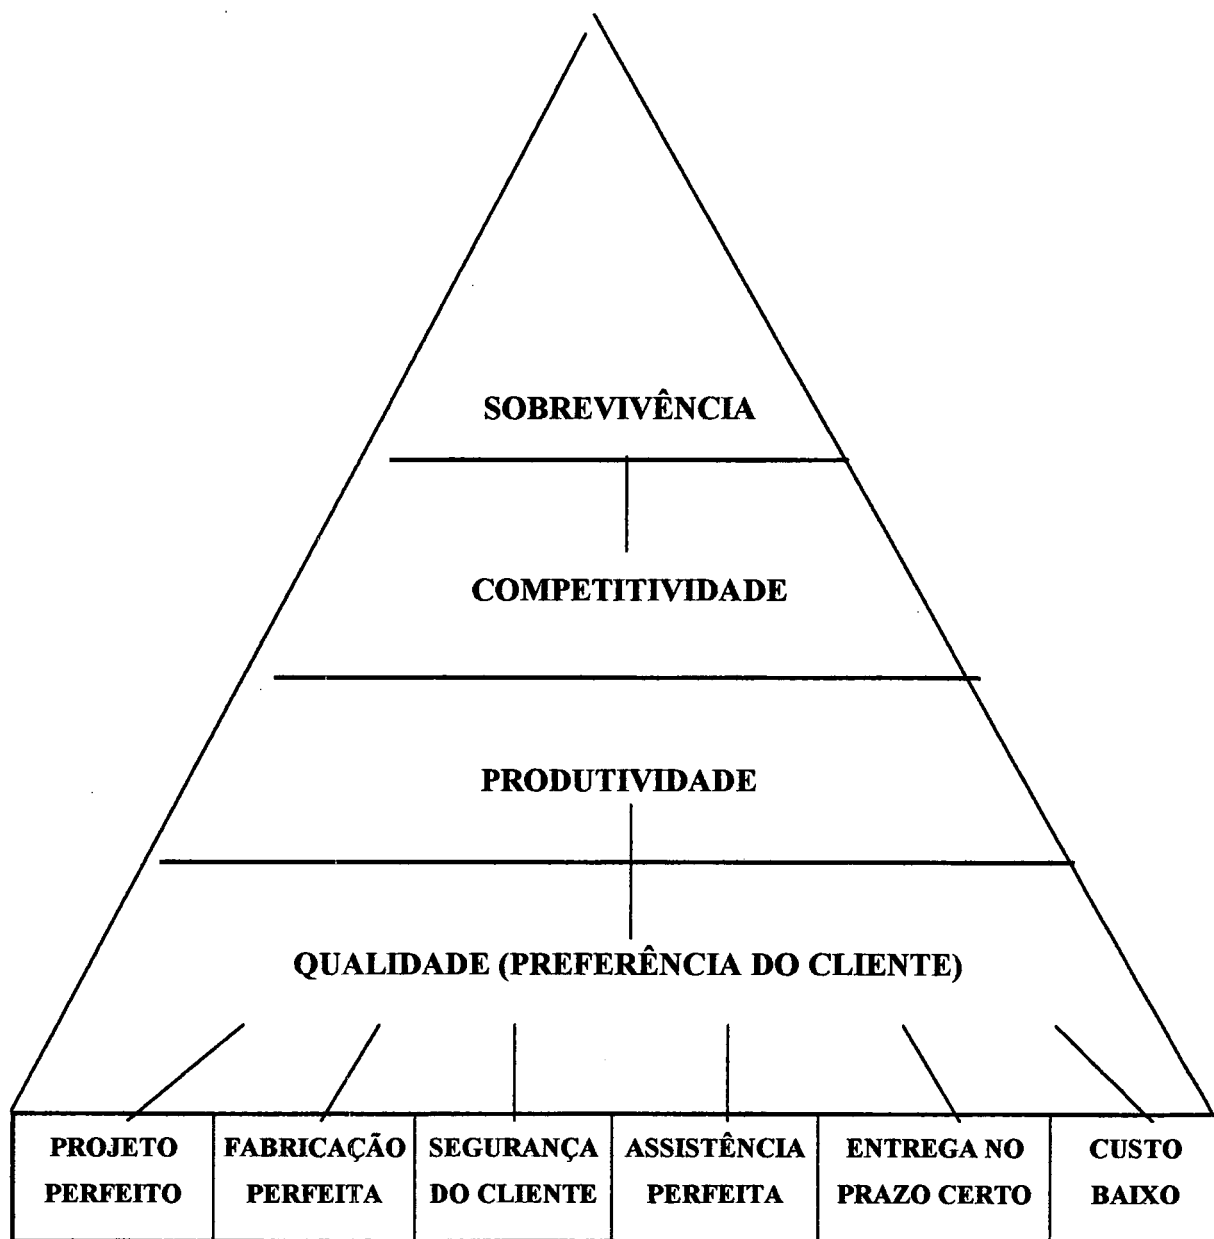 SOBREVIVÊNCIA
COMPETITIVIDADE
PRODUTIVIDADE
QUALIDADE (PREFERÊNCIA DO CLIENTE)
PROJETO
PERFEITO
FABRICAÇÃO
PERFEITA
SEGURANÇA
DO CLIENTE
ASSISTÊNCIA
PERFEITA
ENTREGA NO
PRAZO CERTO
CUSTO
BAIXO